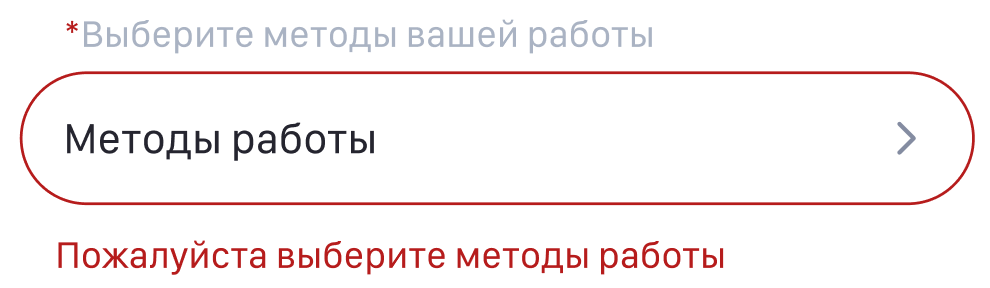 *Выберите методы вашей работы
Методы работы
Пожалуйста выберите методы работы